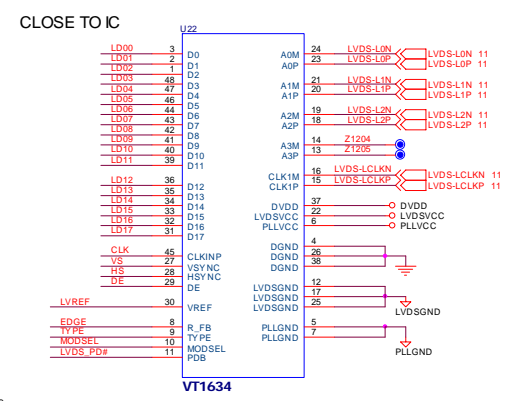 CLOSE TO IC
U22
LD00 3 D0 A0M 24 LVDS-L0N LVDS-L0N 11
LD01 2 D1 A0P 23 LVDS-L0P LVDS-L0P 11
LD02 1 D2
LD03 48 D3 A1M 21 LVDS-L1N LVDS-L1N 11
LD04 47 D4 A1P 20 LVDS-L1P LVDS-L1P 11
LD05 46 D5
LD06 44 D6 A2M 19 LVDS-L2N LVDS-L2N 11
LD07 43 D7 A2P 18 LVDS-L2P LVDS-L2P 11
LD08 42 D8
LD09 41 D9 A3M 14 Z1204
LD10 40 D10 A3P 13 Z1205
LD11 39 D11
CLK1M 16 LVDS-LCLKN LVDS-LCLKN 11
LD12 36 D12 CLK1P 15 LVDS-LCLKP LVDS-LCLKP 11
LD13 35 D13
LD14 34 D14 DVDD 37 DVDD
LD15 33 D15 LVDSVCC 22 LVDSVCC
LD16 32 D16 PLLVCC 6 PLLVCC
LD17 31 D17
DGND 4
CLK 45 CLKINP DGND 26
VS 27 VSYNC DGND 38
HS 28 HSYNC
DE 29 DE LVDSGND 12
LVDSGND 17
LVREF 30 VREF LVDSGND 25
LVDSGND
EDGE 8 R_FB PLLGND 5
TYPE 9 TYPE PLLGND 7
MODSEL 10 MODSEL
LVDS_PD# 11 PDB
PLLGND
VT1634